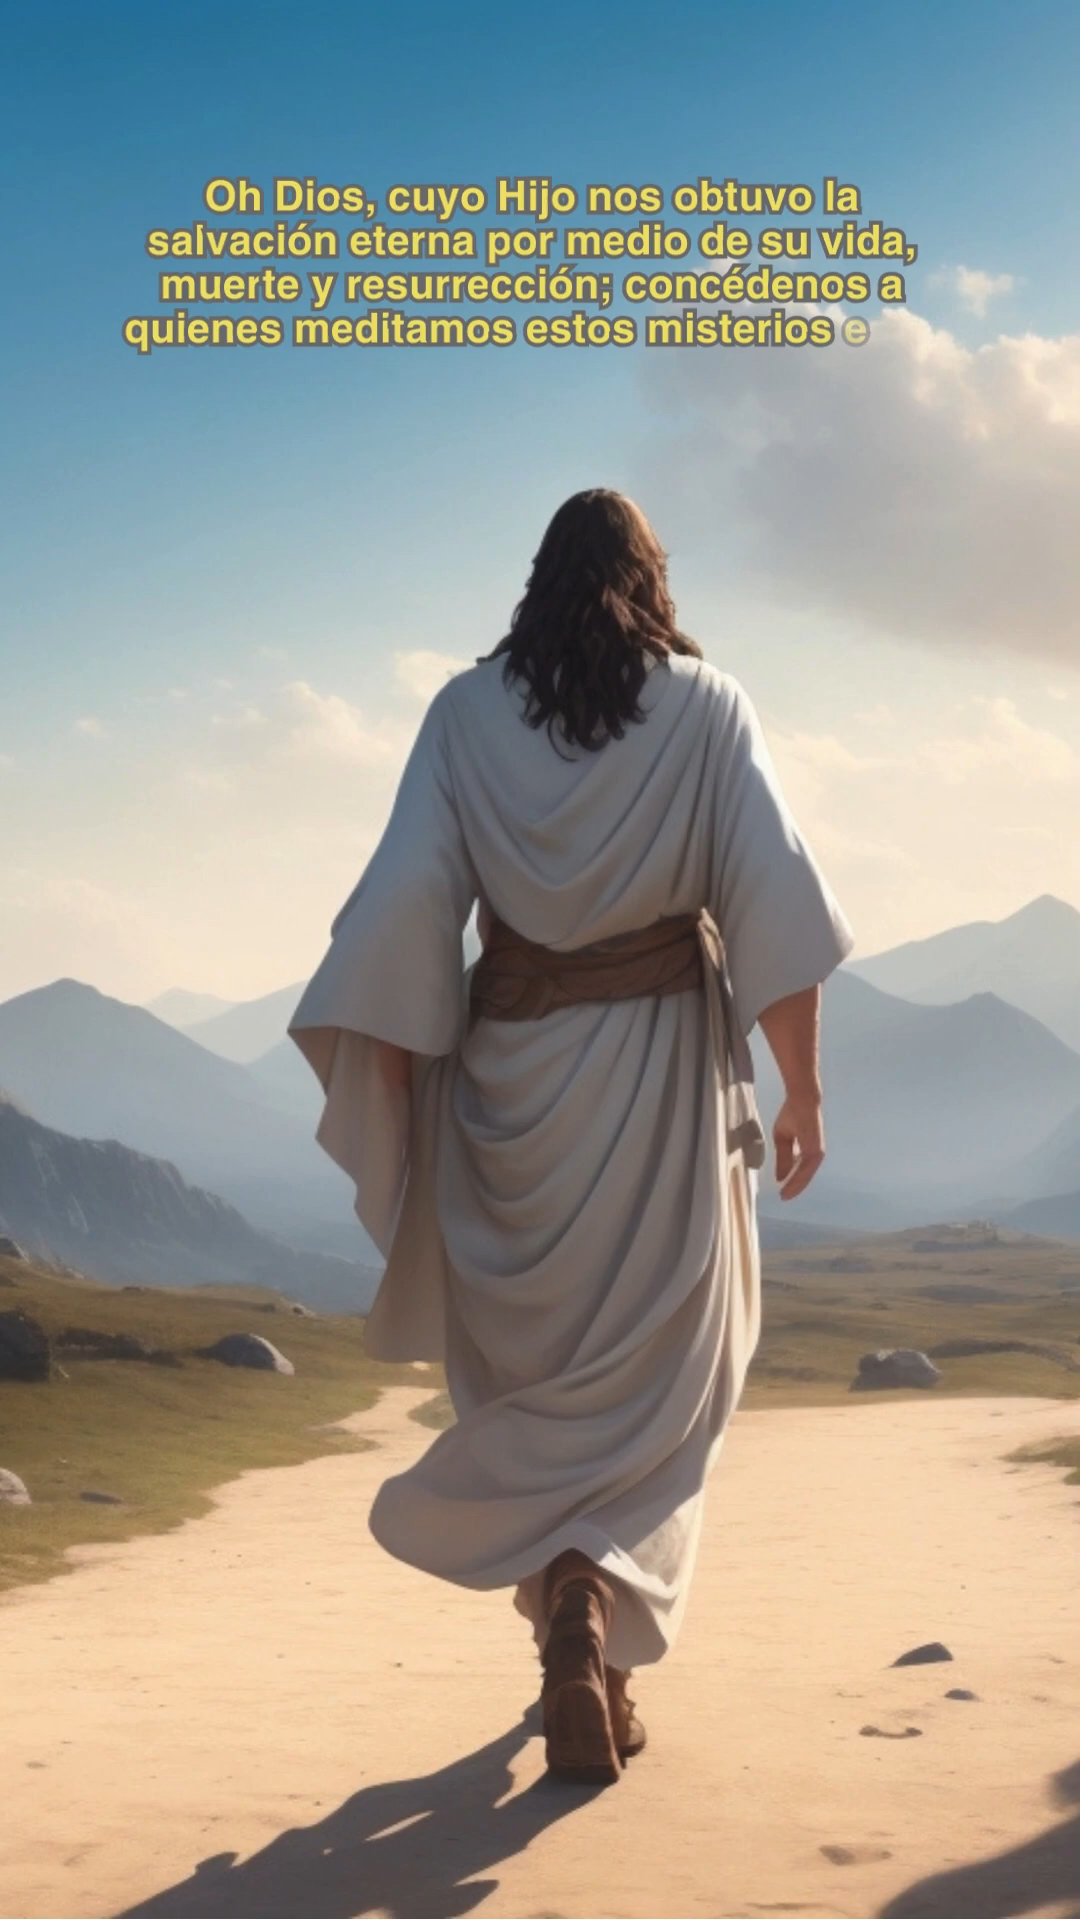 Oh Dios, cuyo Hijo nos obtuvo la
salvación eterna por medio de su vida,
muerte y resurrección; concédenos a
quienes meditamos estos misterios e